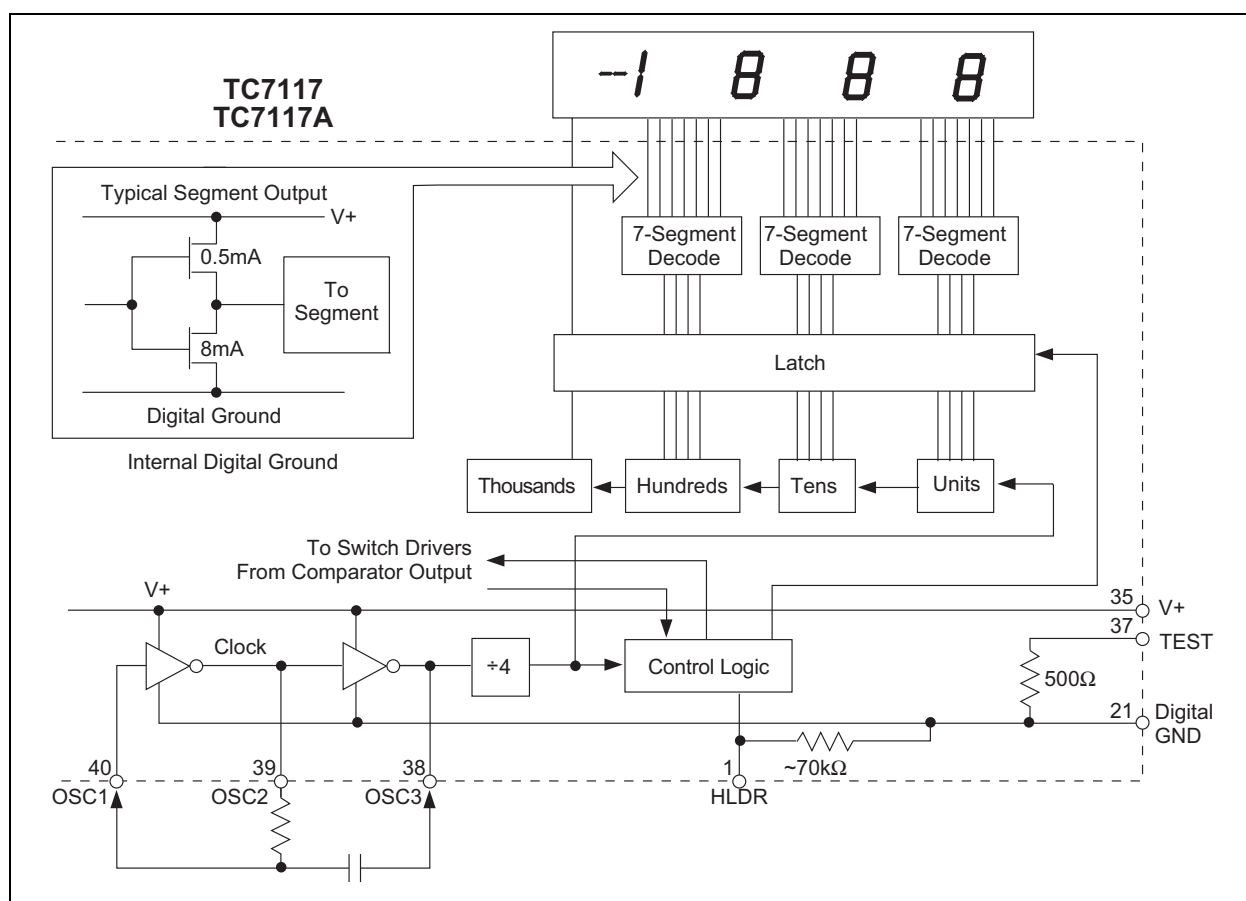 TC7117
TC7117A
-1 8 8 8
Typical Segment Output
V+
0.5mA
To
Segment
8mA
Digital Ground
Internal Digital Ground
7-Segment
Decode
7-Segment
Decode
7-Segment
Decode
Latch
Thousands
Hundreds
Tens
Units
To Switch Drivers
From Comparator Output
V+
Clock
÷4
Control Logic
35
V+
37
TEST
500Ω
21
Digital
GND
~70kΩ
40
OSC1
39
OSC2
38
OSC3
1
HLDR